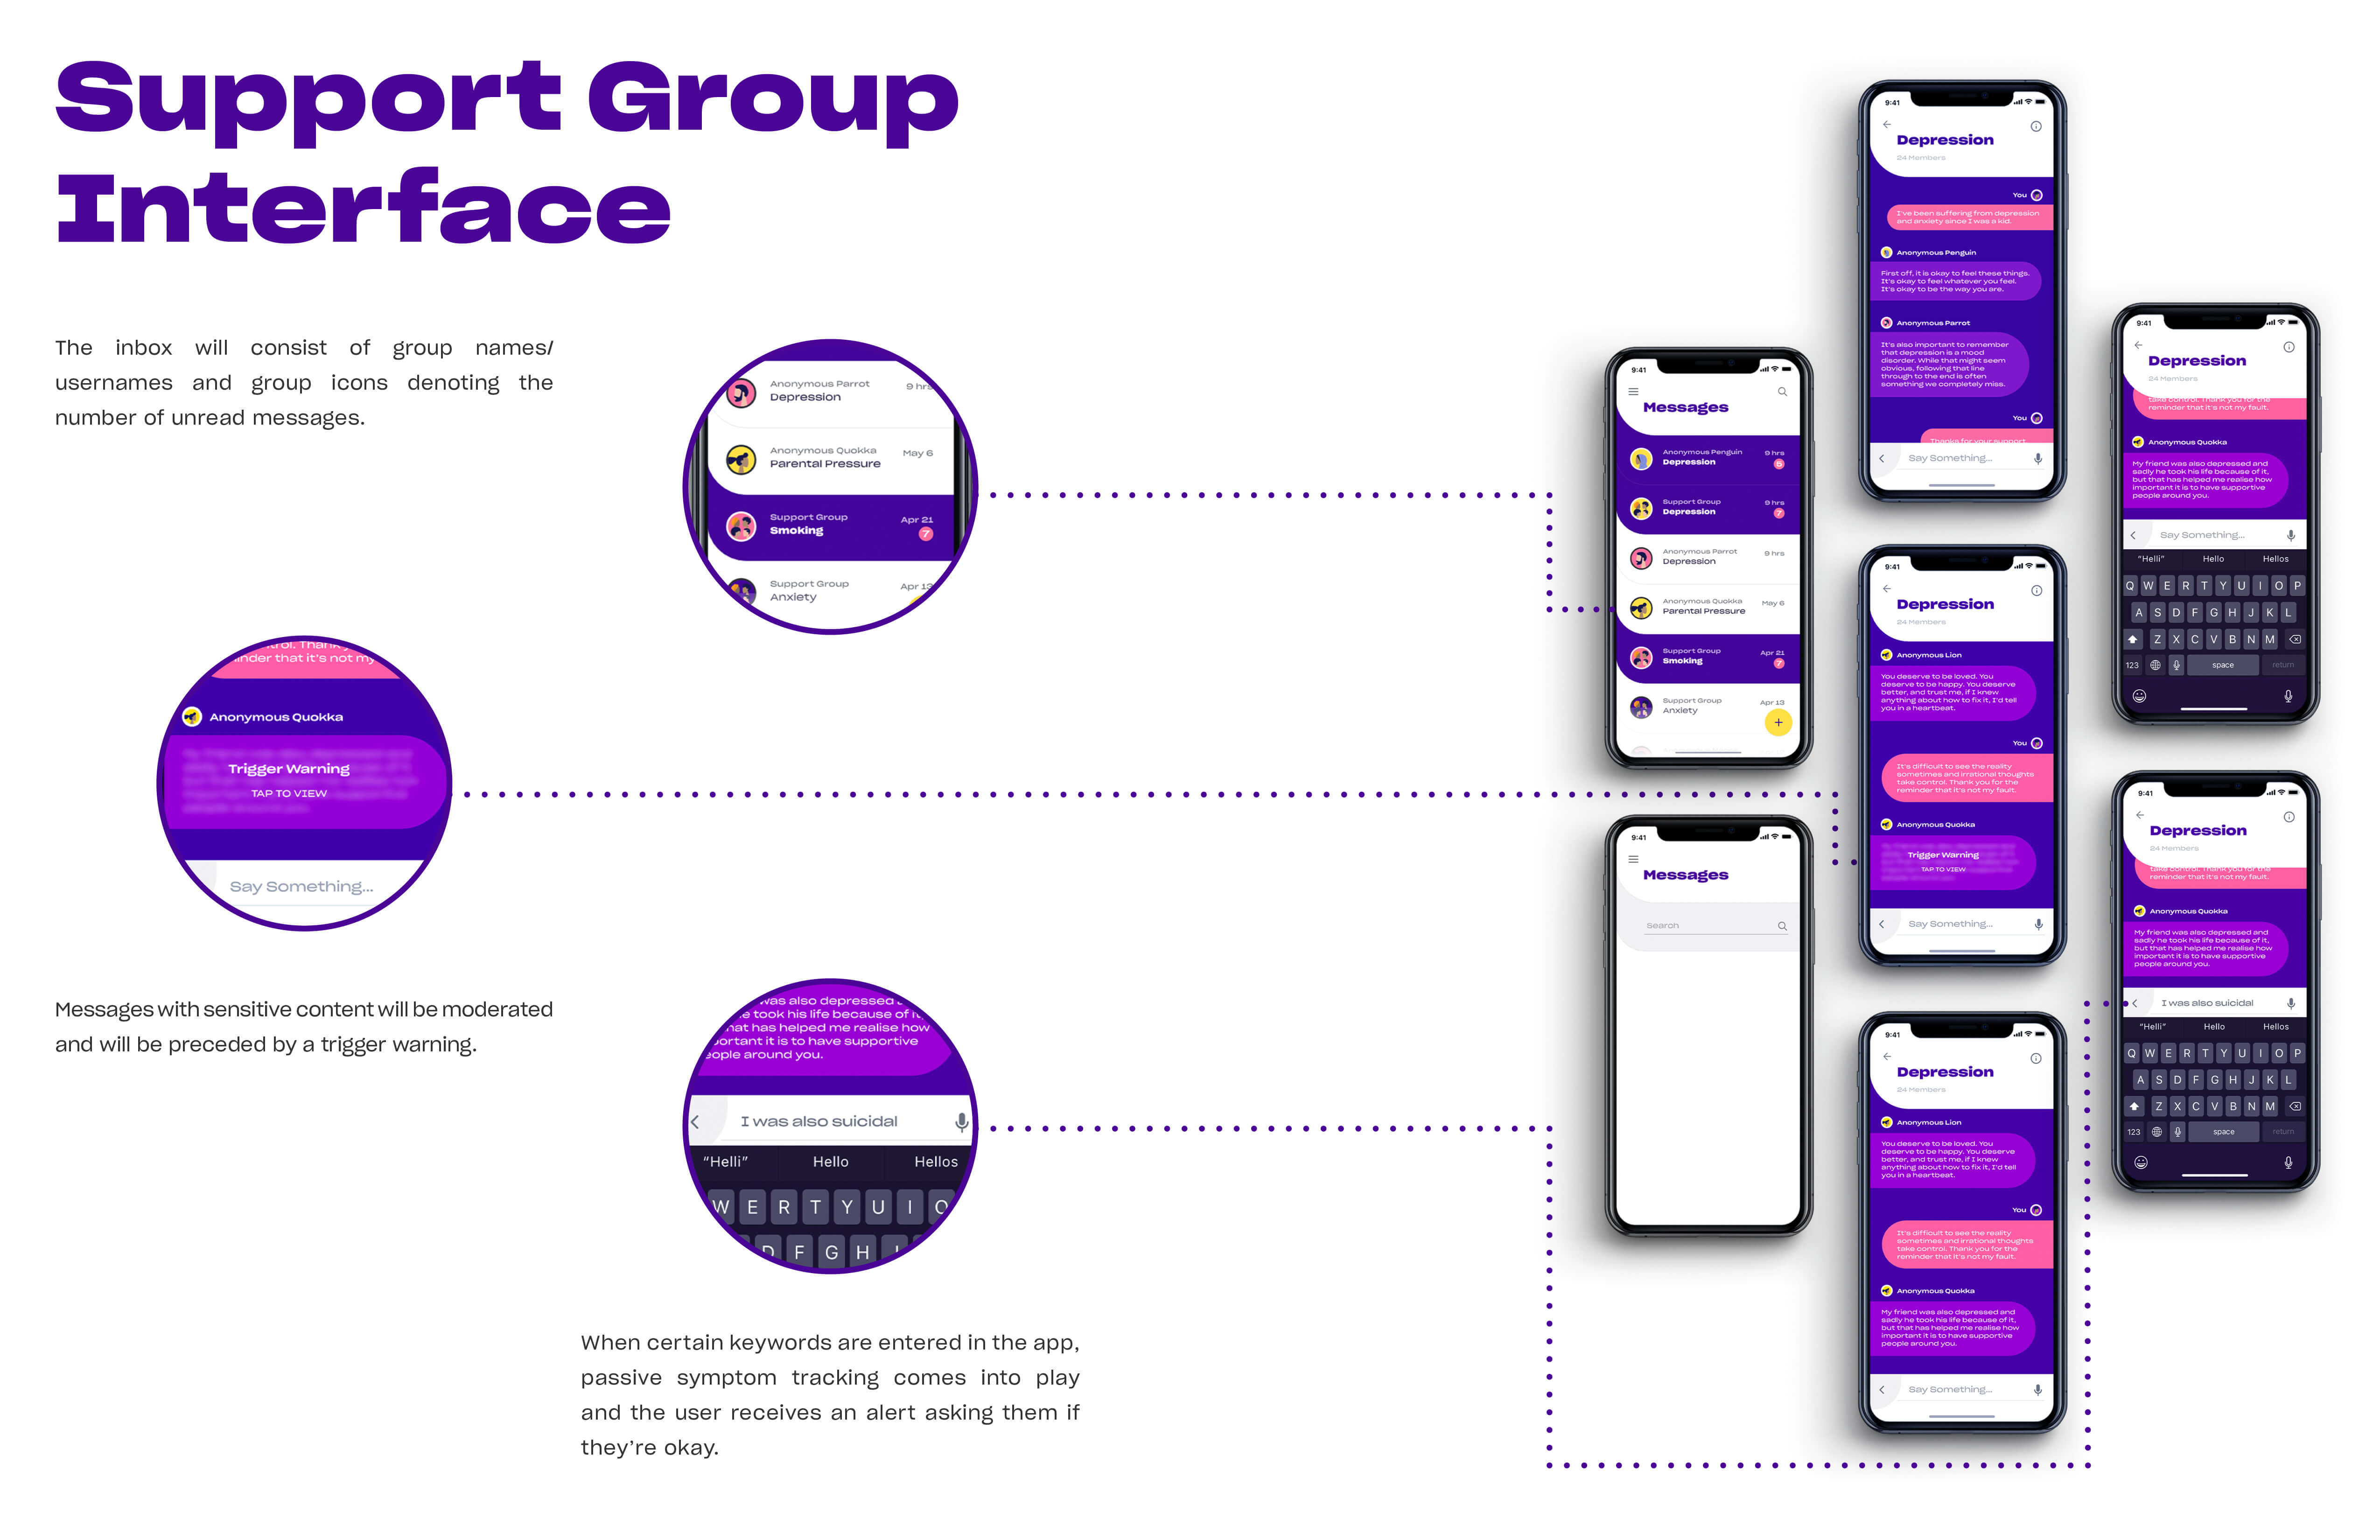 Support Group
Interface
The inbox will consist of group names/
usernames and group icons denoting the
number of unread messages.
Anonymous Parrot
9 hrs
Depression
Anonymous Quokka
May 6
Parental Pressure
Support Group
Apr 21
Smoking
7
Support Group
Apr 13
Anxiety
inder that it's not my
Anonymous Quokka
Trigger Warning
TAP TO VIEW
Say Something...
Messages with sensitive content will be moderated
and will be preceded by a trigger warning.
was also depressed
took his life because of it,
hat has helped me realise how
portant it is to have supportive
eople around you.
I was also suicidal
"Helli" Hello Hellos
W E R T Y U I O
D F G H J
When certain keywords are entered in the app,
passive symptom tracking comes into play
and the user receives an alert asking them if
they're okay.
9:41
Messages
Anonymous Penguin
9 hrs
Depression
5
Support Group
9 hrs
Depression
7
Anonymous Parrot
9 hrs
Depression
Anonymous Quokka
May 6
Parental Pressure
Support Group
Apr 21
Smoking
7
Support Group
Apr 13
Anxiety
+
9:41
Messages
Search
9:41
Depression
24 Members
You
I've been suffering from depression
and anxiety since I was a kid.
Anonymous Penguin
First off, it is okay to feel these things.
It's okay to feel whatever you feel.
It's okay to be the way you are.
Anonymous Parrot
It's also important to remember
that depression is a mood
disorder. While that might seem
obvious, following that line
through to the end is often
something we completely miss.
You
Thanks for your support
Say Something...
9:41
Depression
24 Members
Anonymous Lion
You deserve to be loved. You
deserve to be happy. You deserve
better, and trust me, if I knew
anything about how to fix it, I'd tell
you in a heartbeat.
You
It's difficult to see the reality
sometimes and irrational thoughts
take control. Thank you for the
reminder that it's not my fault.
Anonymous Quokka
Trigger Warning
TAP TO VIEW
Say Something...
9:41
Depression
24 Members
Anonymous Lion
You deserve to be loved. You
deserve to be happy. You deserve
better, and trust me, if I knew
anything about how to fix it, I'd tell
you in a heartbeat.
You
It's difficult to see the reality
sometimes and irrational thoughts
take control. Thank you for the
reminder that it's not my fault.
Anonymous Quokka
My friend was also depressed and
sadly he took his life because of it,
but that has helped me realise how
important it is to have supportive
people around you.
Say Something...
9:41
Depression
24 Members
take control. Thank you for the
reminder that it's not my fault.
Anonymous Quokka
My friend was also depressed and
sadly he took his life because of it,
but that has helped me realise how
important it is to have supportive
people around you.
Say Something...
"Helli" Hello Hellos
Q W E R T Y U I O P
A S D F G H J K L
Z X C V B N M
123 space return
9:41
Depression
24 Members
take control. Thank you for the
reminder that it's not my fault.
Anonymous Quokka
My friend was also depressed and
sadly he took his life because of it,
but that has helped me realise how
important it is to have supportive
people around you.
I was also suicidal
"Helli" Hello Hellos
Q W E R T Y U I O P
A S D F G H J K L
Z X C V B N M
123 space return